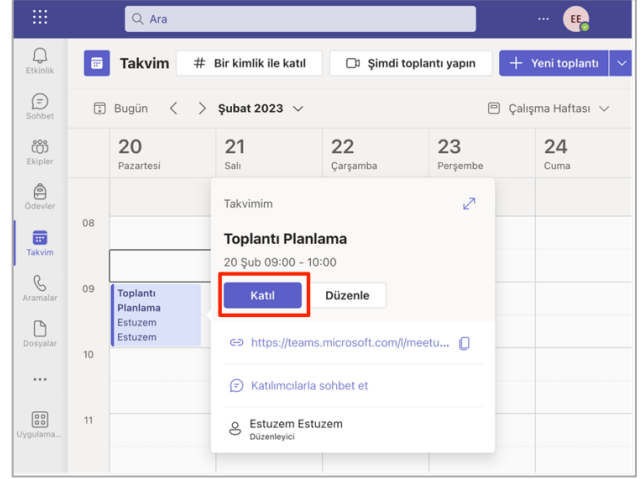 Ara
EE
Etkinlik
Sohbet
Ekipler
Ödevler
Takvim
Aramalar
Dosyalar
Uygulama...
Takvim
# Bir kimlik ile katıl
Şimdi toplantı yapın
+ Yeni toplantı
Bugün
Şubat 2023
Çalışma Haftası
20
Pazartesi
21
Salı
22
Çarşamba
23
Perşembe
24
Cuma
08
09
10
11
Toplantı
Planlama
Estuzem
Estuzem
Takvimim
Toplantı Planlama
20 Şub 09:00 - 10:00
Katıl
Düzenle
https://teams.microsoft.com/l/meetu...
Katılımcılarla sohbet et
Estuzem Estuzem
Düzenleyici